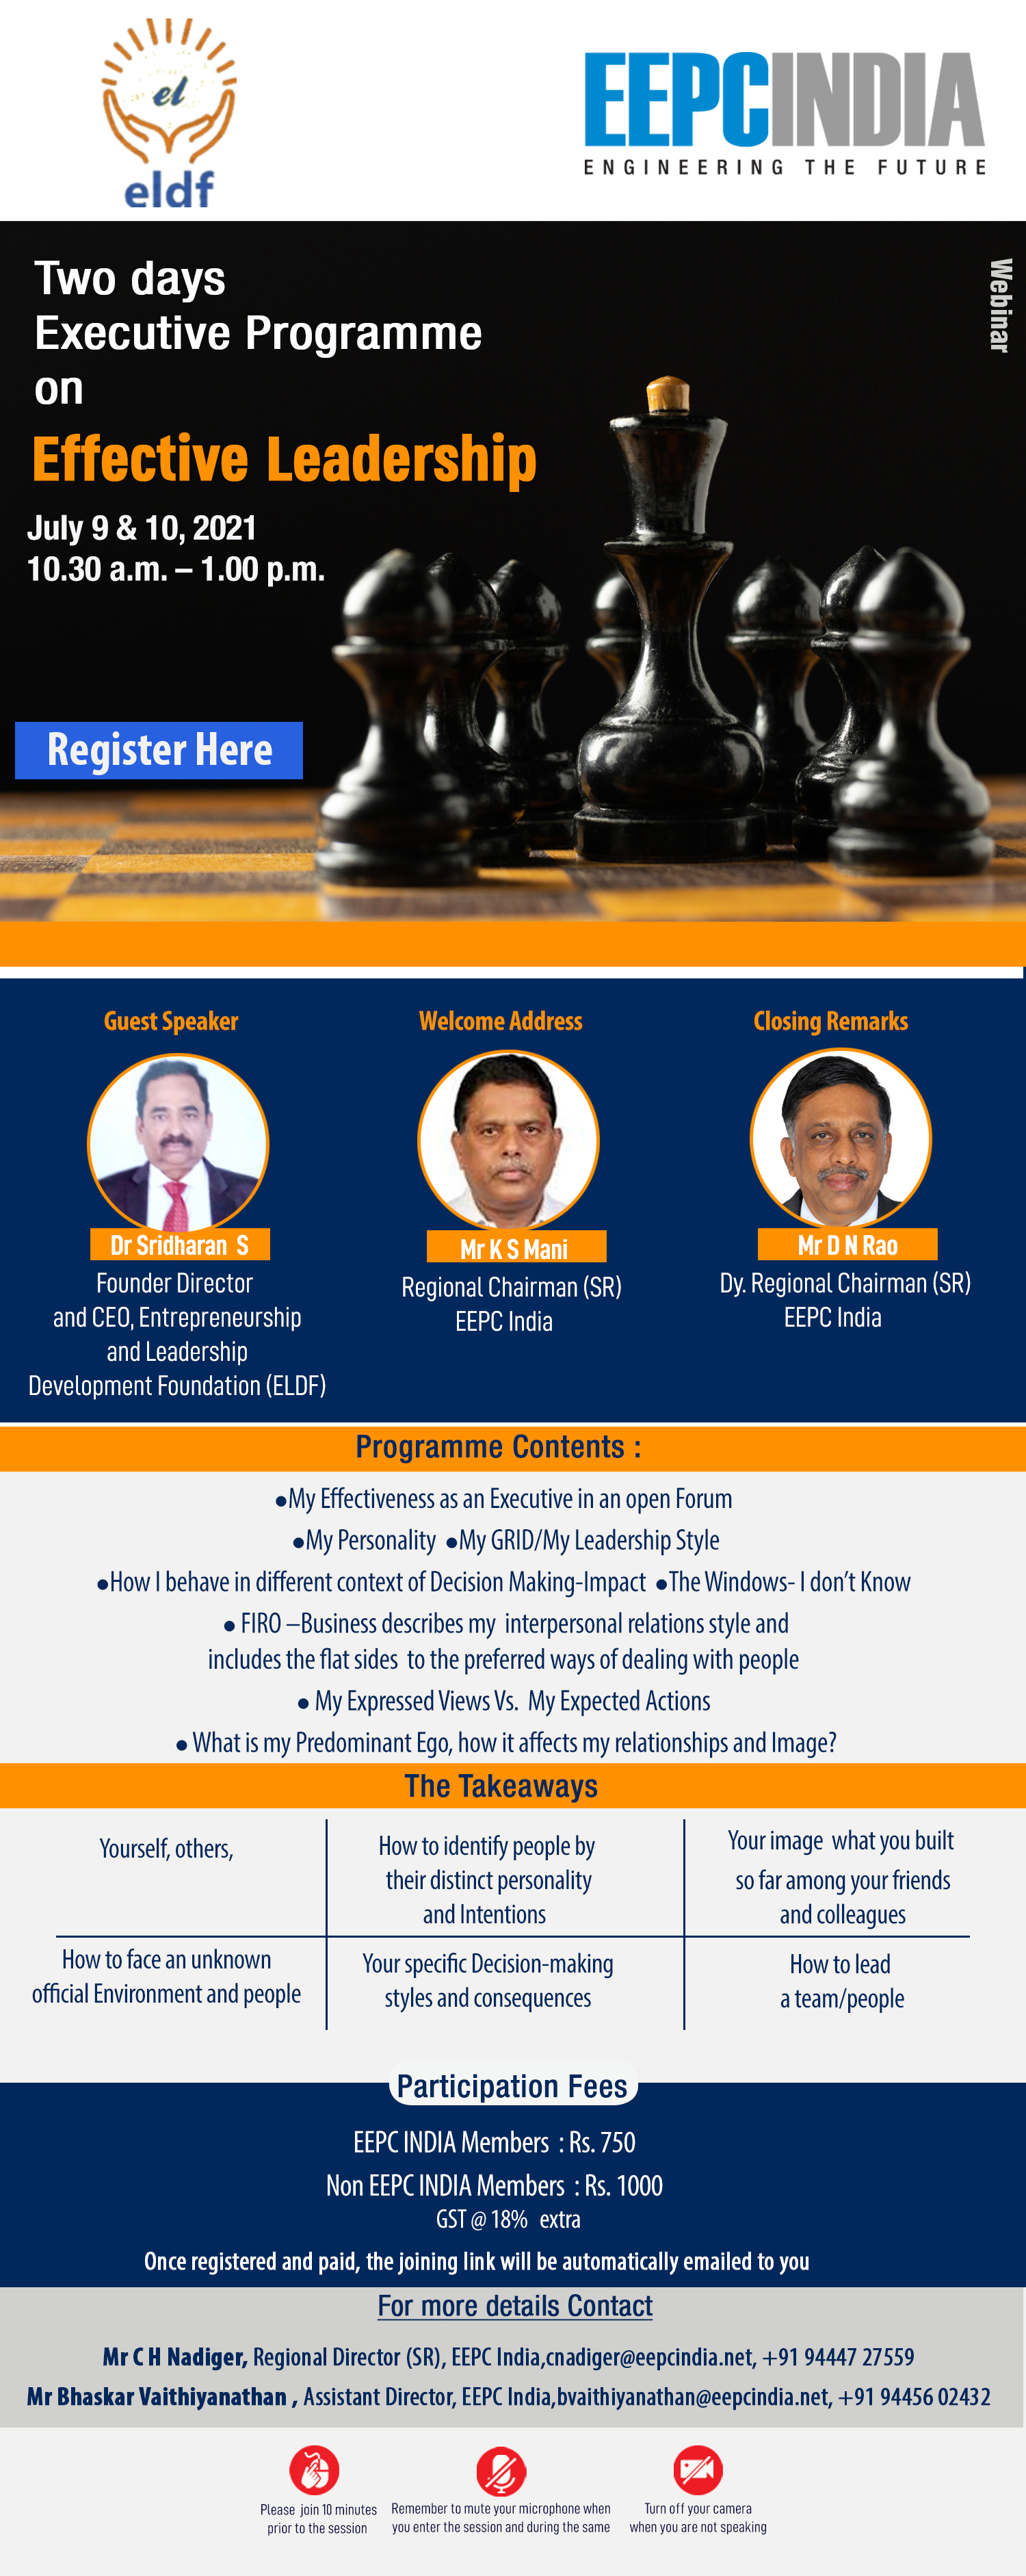 el
eldf
EEPCINDIA
ENGINEERING THE FUTURE
Webinar
Two days
Executive Programme
on
Effective Leadership
July 9 & 10, 2021
10.30 a.m. – 1.00 p.m.
Register Here
Guest Speaker
Dr Sridharan S
Founder Director
and CEO, Entrepreneurship
and Leadership
Development Foundation (ELDF)
Welcome Address
Mr K S Mani
Regional Chairman (SR)
EEPC India
Closing Remarks
Mr D N Rao
Dy. Regional Chairman (SR)
EEPC India
Programme Contents :
●My Effectiveness as an Executive in an open Forum
●My Personality ●My GRID/My Leadership Style
●How I behave in different context of Decision Making-Impact ●The Windows- I don’t Know
● FIRO –Business describes my interpersonal relations style and
includes the flat sides to the preferred ways of dealing with people
● My Expressed Views Vs. My Expected Actions
● What is my Predominant Ego, how it affects my relationships and Image?
The Takeaways
Yourself, others,
How to identify people by
their distinct personality
and Intentions
Your image what you built
so far among your friends
and colleagues
How to face an unknown
official Environment and people
Your specific Decision-making
styles and consequences
How to lead
a team/people
Participation Fees
EEPC INDIA Members : Rs. 750
Non EEPC INDIA Members : Rs. 1000
GST @ 18% extra
Once registered and paid, the joining link will be automatically emailed to you
For more details Contact
Mr C H Nadiger, Regional Director (SR), EEPC India,cnadiger@eepcindia.net, +91 94447 27559
Mr Bhaskar Vaithiyanathan , Assistant Director, EEPC India,bvaithiyanathan@eepcindia.net, +91 94456 02432
Please join 10 minutes
prior to the session
Remember to mute your microphone when
you enter the session and during the same
Turn off your camera
when you are not speaking